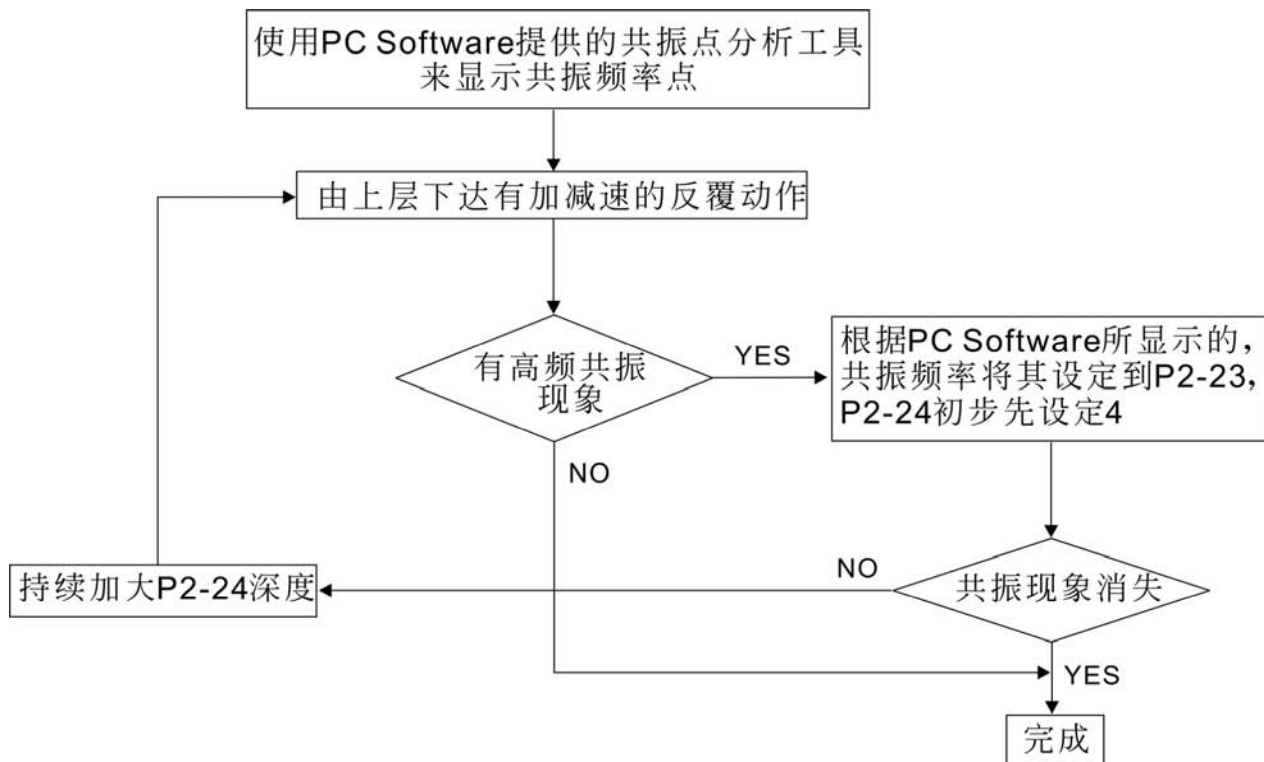 使用PC Software提供的共振点分析工具
来显示共振频率点
由上层下达有加减速的反覆动作
有高频共振
现象
YES
根据PC Software所显示的，
共振频率将其设定到P2-23，
P2-24初步先设定4
NO
持续加大P2-24深度
NO
共振现象消失
YES
完成